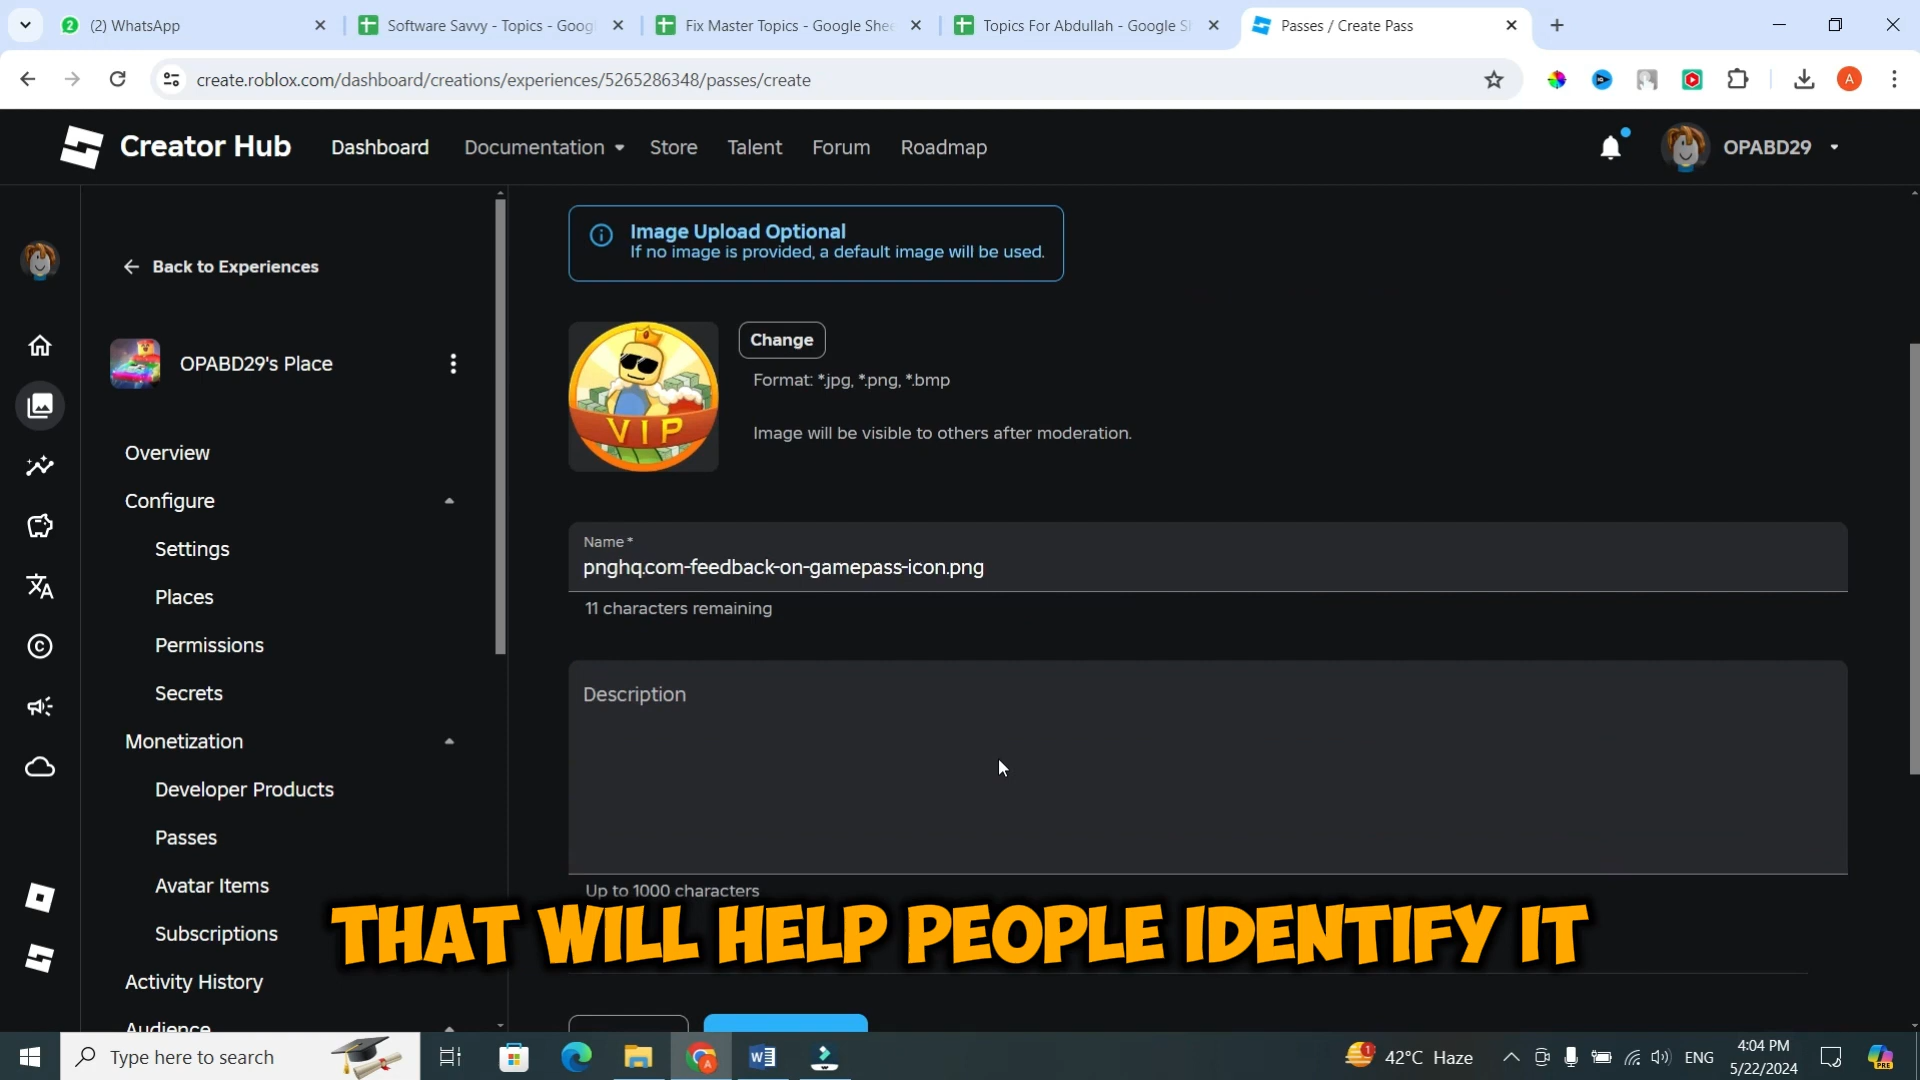 (2) WhatsApp
Software Savvy - Topics - Goog
Fix Master Topics - Google She
Topics For Abdullah - Google S
Passes / Create Pass
create.roblox.com/dashboard/creations/experiences/5265286348/passes/create
A
Creator Hub
Dashboard
Documentation
Store
Talent
Forum
Roadmap
OPABD29
Back to Experiences
OPABD29's Place
Overview
Configure
Settings
Places
Permissions
Secrets
Monetization
Developer Products
Passes
Avatar Items
Subscriptions
Activity History
Audience
Image Upload Optional
If no image is provided, a default image will be used.
VIP
Change
Format: *.jpg, *.png, *.bmp
Image will be visible to others after moderation.
Name*
pnghq.com-feedback-on-gamepass-icon.png
11 characters remaining
Description
Up to 1000 characters
THAT WILL HELP PEOPLE IDENTIFY IT
Type here to search
42°C Haze
ENG
4:04 PM
5/22/2024